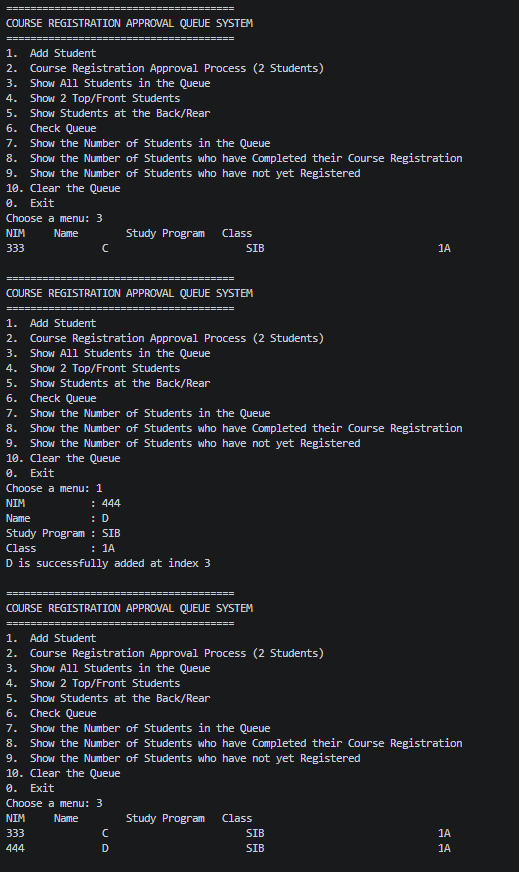 ======================================
COURSE REGISTRATION APPROVAL QUEUE SYSTEM
======================================
1.  Add Student
2.  Course Registration Approval Process (2 Students)
3.  Show All Students in the Queue
4.  Show 2 Top/Front Students
5.  Show Students at the Back/Rear
6.  Check Queue
7.  Show the Number of Students in the Queue
8.  Show the Number of Students who have Completed their Course Registration
9.  Show the Number of Students who have not yet Registered
10. Clear the Queue
0.  Exit
Choose a menu: 3
NIM     Name        Study Program   Class
333             C                       SIB                             1A

======================================
COURSE REGISTRATION APPROVAL QUEUE SYSTEM
======================================
1.  Add Student
2.  Course Registration Approval Process (2 Students)
3.  Show All Students in the Queue
4.  Show 2 Top/Front Students
5.  Show Students at the Back/Rear
6.  Check Queue
7.  Show the Number of Students in the Queue
8.  Show the Number of Students who have Completed their Course Registration
9.  Show the Number of Students who have not yet Registered
10. Clear the Queue
0.  Exit
Choose a menu: 1
NIM           : 444
Name          : D
Study Program : SIB
Class         : 1A
D is successfully added at index 3

======================================
COURSE REGISTRATION APPROVAL QUEUE SYSTEM
======================================
1.  Add Student
2.  Course Registration Approval Process (2 Students)
3.  Show All Students in the Queue
4.  Show 2 Top/Front Students
5.  Show Students at the Back/Rear
6.  Check Queue
7.  Show the Number of Students in the Queue
8.  Show the Number of Students who have Completed their Course Registration
9.  Show the Number of Students who have not yet Registered
10. Clear the Queue
0.  Exit
Choose a menu: 3
NIM     Name        Study Program   Class
333             C                       SIB                             1A
444             D                       SIB                             1A